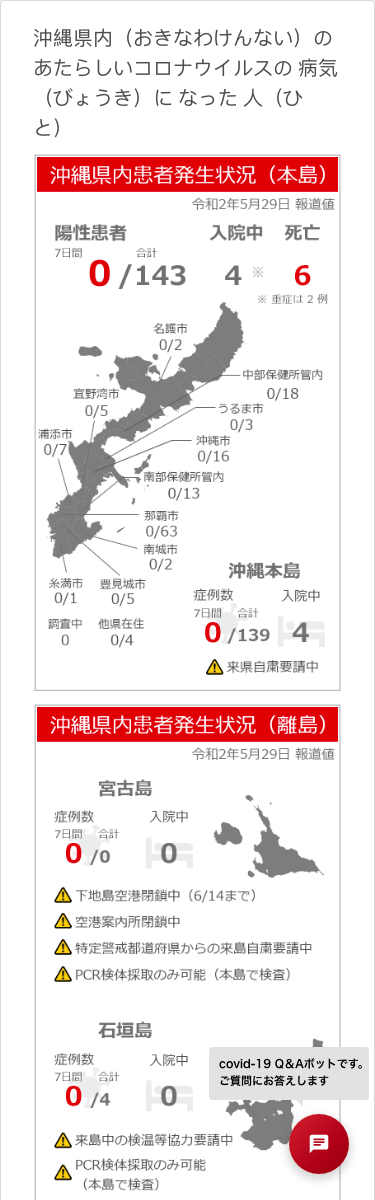 沖縄県内（おきなわけんない）の
あたらしいコロナウイルスの 病気
（びょうき）に なった 人（ひ
と）
沖縄県内患者発生状況（本島）
令和2年5月29日 報道値
陽性患者 入院中 死亡
7日間 合計
0 /143 4 ※ 6
※ 重症は 2 例
名護市
0/2
中部保健所管内
0/18
宜野湾市
0/5
うるま市
0/3
浦添市
0/7
沖縄市
0/16
南部保健所管内
0/13
那覇市
0/63
南城市
0/2
糸満市
0/1
豊見城市
0/5
調査中
0
他県在住
0/4
沖縄本島
症例数 入院中
7日間 合計
0 /139 4
来県自粛要請中
沖縄県内患者発生状況（離島）
令和2年5月29日 報道値
宮古島
症例数 入院中
7日間 合計
0 /0 0
下地島空港閉鎖中（6/14まで）
空港案内所閉鎖中
特定警戒都道府県からの来島自粛要請中
PCR検体採取のみ可能（本島で検査）
石垣島
症例数 入院中
7日間 合計
0 /4 0
covid-19 Q&Aボットです。
ご質問にお答えします
来島中の検温等協力要請中
PCR検体採取のみ可能
（本島で検査）